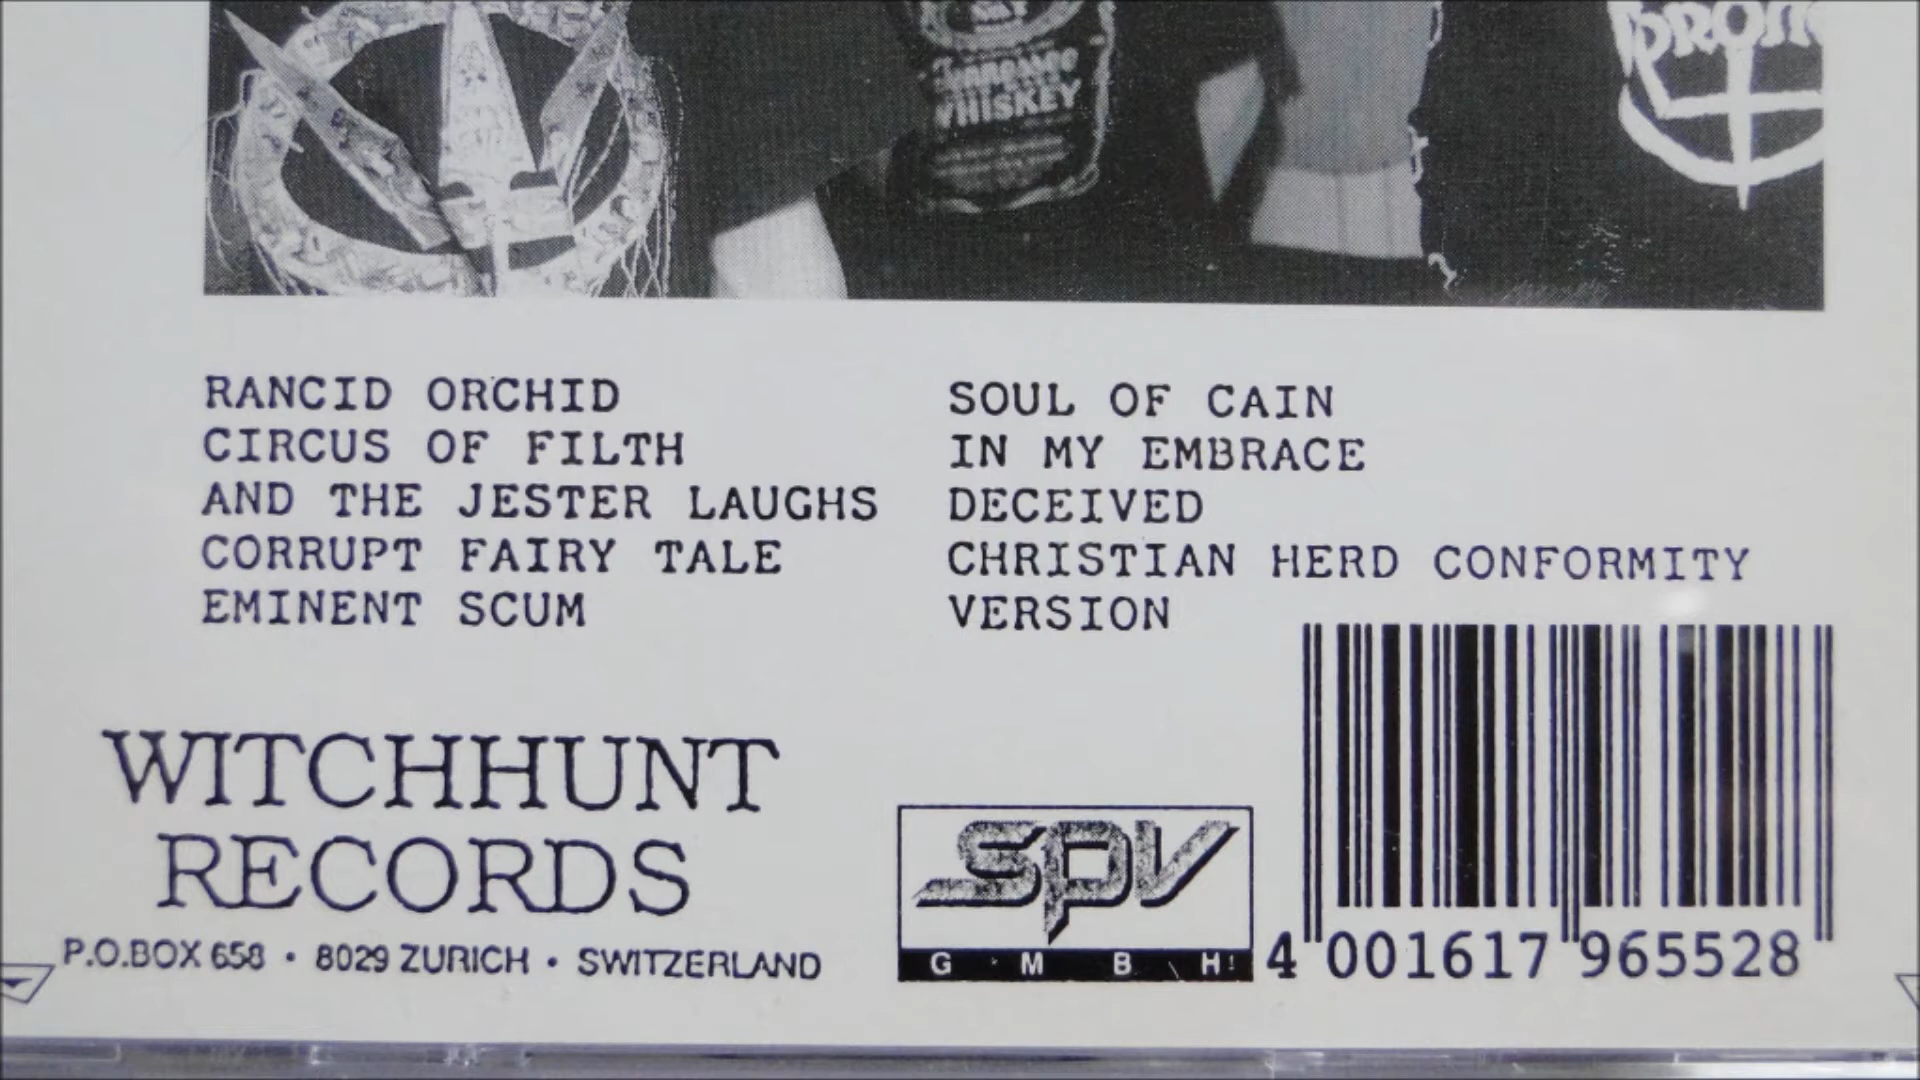 WHISKEY
RANCID ORCHID
CIRCUS OF FILTH
AND THE JESTER LAUGHS
CORRUPT FAIRY TALE
EMINENT SCUM
SOUL OF CAIN
IN MY EMBRACE
DECEIVED
CHRISTIAN HERD CONFORMITY
VERSION
WITCHHUNT
RECORDS
P.O.BOX 658 • 8029 ZURICH • SWITZERLAND
SPV
GMBH
4 001617 965528